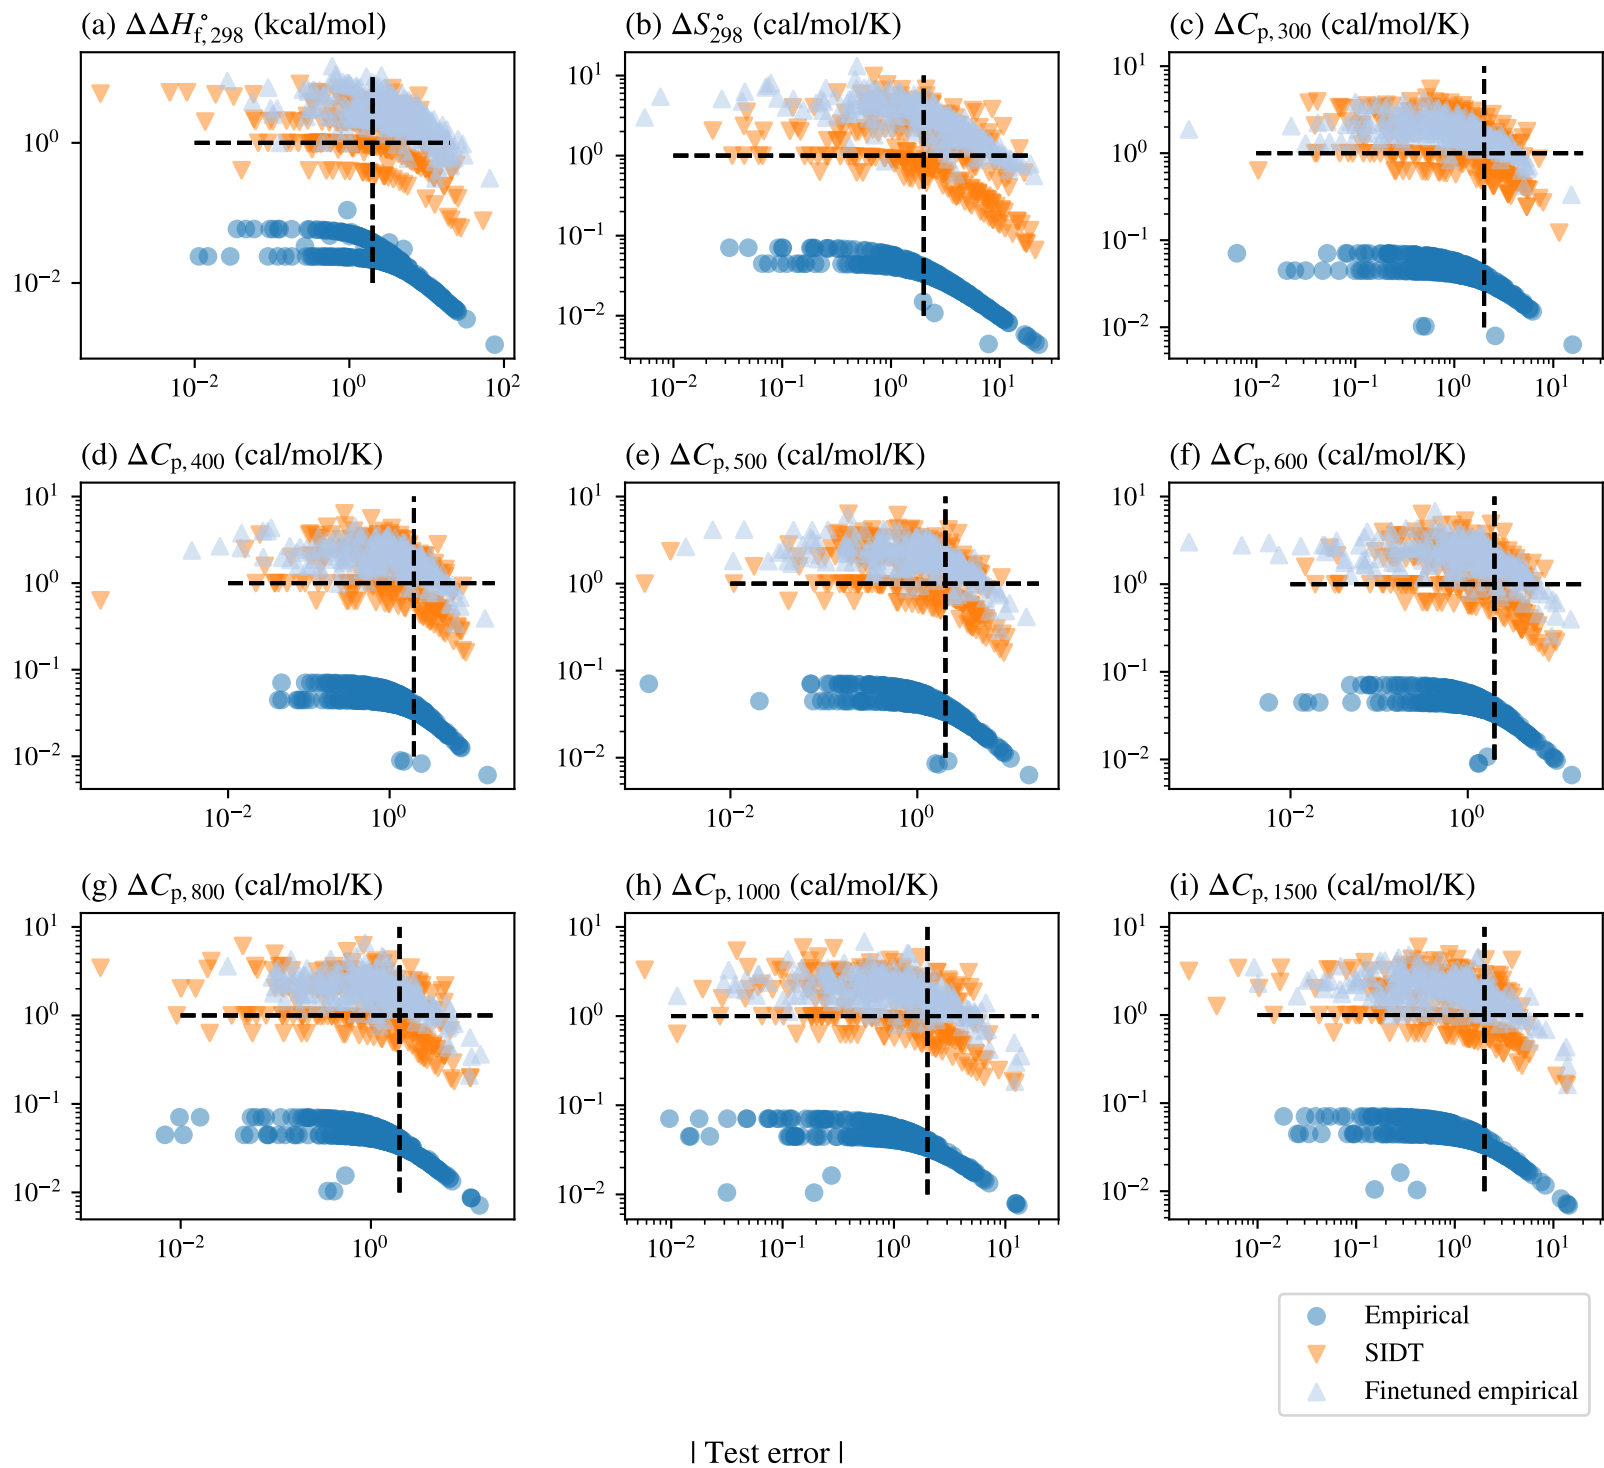 (a) ΔΔH°f,298 (kcal/mol)
(b) ΔS°298 (cal/mol/K)
(c) ΔCp,300 (cal/mol/K)
10⁰
10⁻²
10⁻² 10⁰ 10²
10¹
10⁰
10⁻¹
10⁻²
10⁻² 10⁻¹ 10⁰ 10¹
10¹
10⁰
10⁻¹
10⁻²
10⁻² 10⁻¹ 10⁰ 10¹
(d) ΔCp,400 (cal/mol/K)
(e) ΔCp,500 (cal/mol/K)
(f) ΔCp,600 (cal/mol/K)
10¹
10⁰
10⁻¹
10⁻²
10⁻² 10⁰
10¹
10⁰
10⁻¹
10⁻²
10⁻² 10⁰
10¹
10⁰
10⁻¹
10⁻²
10⁻² 10⁰
(g) ΔCp,800 (cal/mol/K)
(h) ΔCp,1000 (cal/mol/K)
(i) ΔCp,1500 (cal/mol/K)
10¹
10⁰
10⁻¹
10⁻²
10⁻² 10⁰
10¹
10⁰
10⁻¹
10⁻²
10⁻² 10⁻¹ 10⁰ 10¹
10¹
10⁰
10⁻¹
10⁻²
10⁻² 10⁻¹ 10⁰ 10¹
Empirical
SIDT
Finetuned empirical
| Test error |